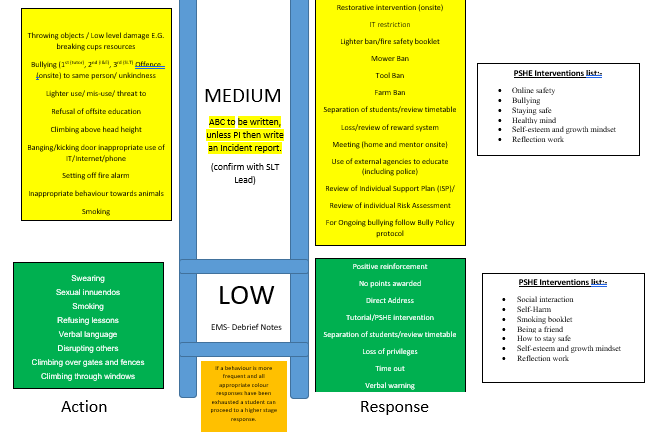 Throwing objects / Low level damage E.G.
breaking cups resources
Bullying (1st (tutor), 2nd (I&I), 3rd (SLT) Offence –
(onsite) to same person/ unkindness
Lighter use/ mis-use/ threat to
Refusal of offsite education
Climbing above head height
Banging/kicking door inappropriate use of
IT/Internet/phone
Setting off fire alarm
Inappropriate behaviour towards animals
Smoking
MEDIUM
ABC to be written,
unless PI then write
an Incident report.
(confirm with SLT
Lead)
Restorative intervention (onsite)
IT restriction
Lighter ban/fire safety booklet
Mower Ban
Tool Ban
Farm Ban
Separation of students/review timetable
Loss/review of reward system
Meeting (home and mentor onsite)
Use of external agencies to educate
(including police)
Review of Individual Support Plan (ISP)/
Review of individual Risk Assessment
For Ongoing bullying follow Bully Policy
protocol
PSHE Interventions list:-
• Online safety
• Bullying
• Staying safe
• Healthy mind
• Self-esteem and growth mindset
• Reflection work
Swearing
Sexual innuendos
Smoking
Refusing lessons
Verbal language
Disrupting others
Climbing over gates and fences
Climbing through windows
Action
LOW
EMS- Debrief Notes
If a behaviour is more
frequent and all
appropriate colour
responses have been
exhausted a student can
proceed to a higher stage
response.
Positive reinforcement
No points awarded
Direct Address
Tutorial/PSHE intervention
Separation of students/review timetable
Loss of privileges
Time out
Verbal warning
Response
PSHE Interventions list:-
• Social interaction
• Self-Harm
• Smoking booklet
• Being a friend
• How to stay safe
• Self-esteem and growth mindset
• Reflection work